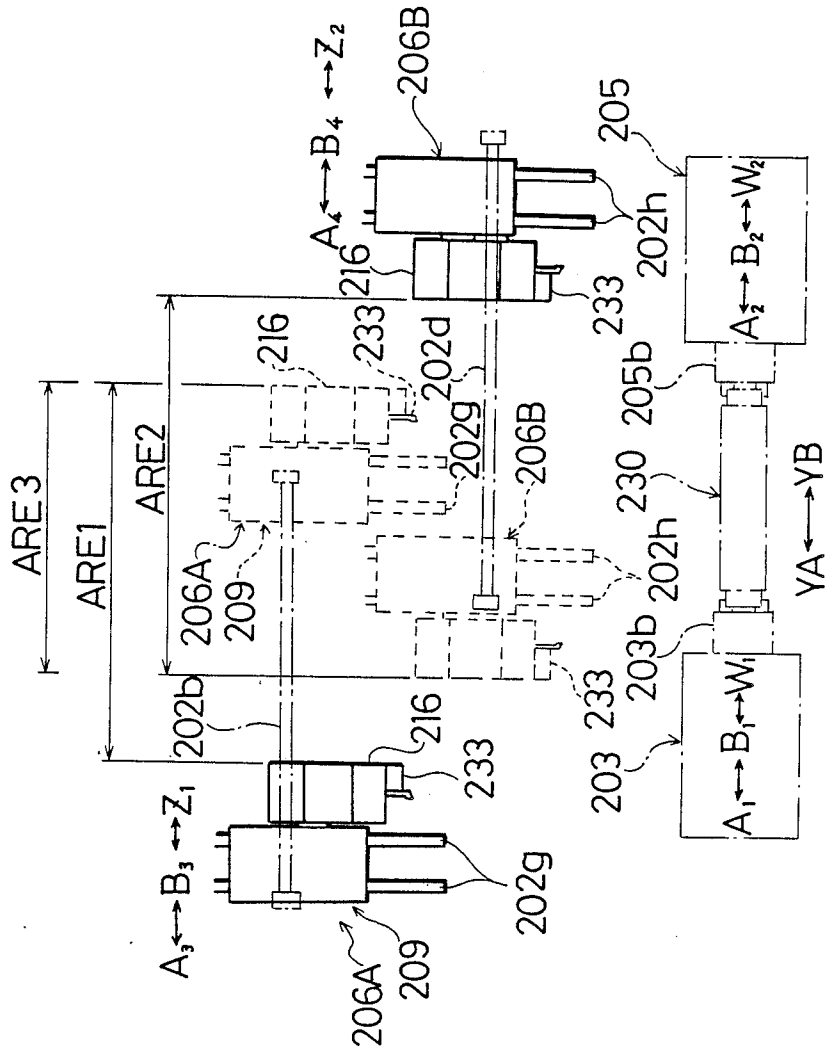 ARE3
ARE1
ARE2
A₃↔B₃↔Z₁
A₄↔B₄↔Z₂
206A
209
202b
216
233
202g
206A
209
216
233
202g
202d
206B
202h
233
216
206B
202h
233
203
A₁↔B₁↔W₁
203b
230
205b
205
A₂↔B₂↔W₂
YA↔YB